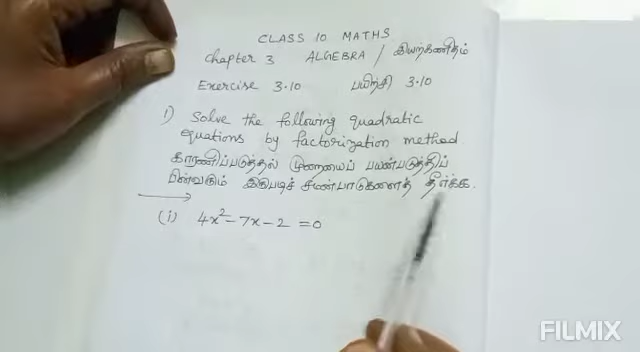 CLASS 10 MATHS
Chapter 3 ALGEBRA / இயற்கணிதம்
Exercise 3.10 பயிற்சி 3.10
1) Solve the following quadratic
equations by factorization method
காரணிப்படுத்தல் முறையைப் பயன்படுத்திப்
பின்வரும் இருபடிச் சமன்பாடுகளைத் தீர்க்க.
(i) 4x²-7x-2=0
FILMIX